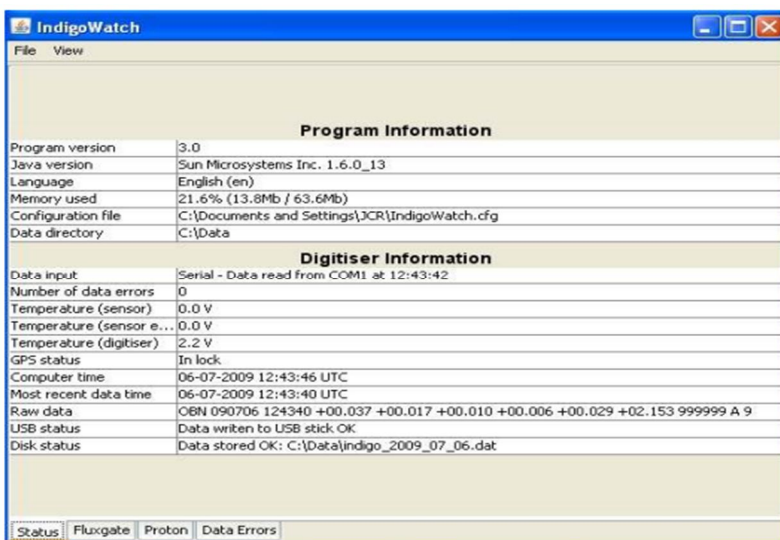 IndigoWatch
File View
Program Information
Program version 3.0
Java version Sun Microsystems Inc. 1.6.0_13
Language English (en)
Memory used 21.6% (13.8Mb / 63.6Mb)
Configuration file C:\Documents and Settings\JCR\IndigoWatch.cfg
Data directory C:\Data
Digitiser Information
Data input Serial - Data read from COM1 at 12:43:42
Number of data errors 0
Temperature (sensor) 0.0 V
Temperature (sensor e... 0.0 V
Temperature (digitiser) 2.2 V
GPS status In lock
Computer time 06-07-2009 12:43:46 UTC
Most recent data time 06-07-2009 12:43:40 UTC
Raw data OBN 090706 124340 +00.037 +00.017 +00.010 +00.006 +00.029 +02.153 999999 A 9
USB status Data writen to USB stick OK
Disk status Data stored OK: C:\Data\indigo_2009_07_06.dat
Status Fluxgate Proton Data Errors